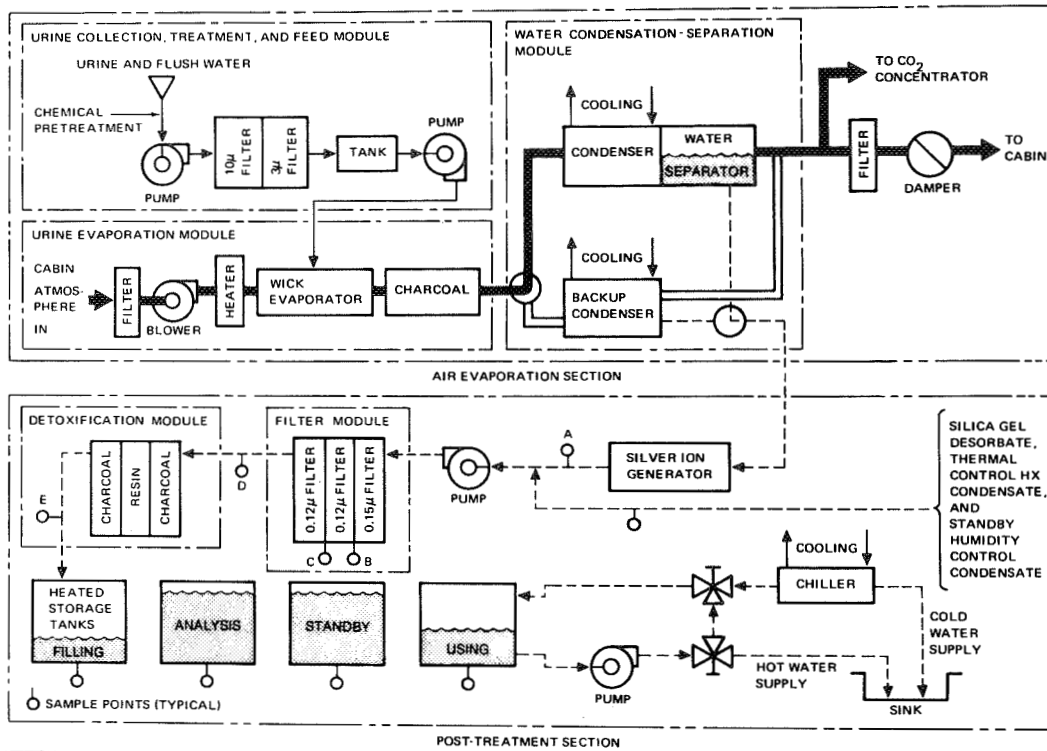 URINE COLLECTION, TREATMENT, AND FEED MODULE
URINE AND FLUSH WATER
CHEMICAL
PRETREATMENT
PUMP
10μ FILTER
3μ FILTER
TANK
PUMP
WATER CONDENSATION-SEPARATION
MODULE
COOLING
CONDENSER
WATER
SEPARATOR
COOLING
BACKUP
CONDENSER
TO CO2
CONCENTRATOR
FILTER
DAMPER
TO
CABIN
URINE EVAPORATION MODULE
CABIN
ATMOS-
PHERE
IN
FILTER
BLOWER
HEATER
WICK
EVAPORATOR
CHARCOAL
AIR EVAPORATION SECTION
DETOXIFICATION MODULE
CHARCOAL
RESIN
CHARCOAL
E
D
FILTER MODULE
0.12μ FILTER
0.12μ FILTER
0.15μ FILTER
C
B
PUMP
A
SILVER ION
GENERATOR
SILICA GEL
DESORBATE,
THERMAL
CONTROL HX
CONDENSATE,
AND
STANDBY
HUMIDITY
CONTROL
CONDENSATE
HEATED
STORAGE
TANKS
FILLING
ANALYSIS
STANDBY
USING
PUMP
COOLING
CHILLER
COLD
WATER
SUPPLY
HOT WATER
SUPPLY
SINK
SAMPLE POINTS (TYPICAL)
POST-TREATMENT SECTION